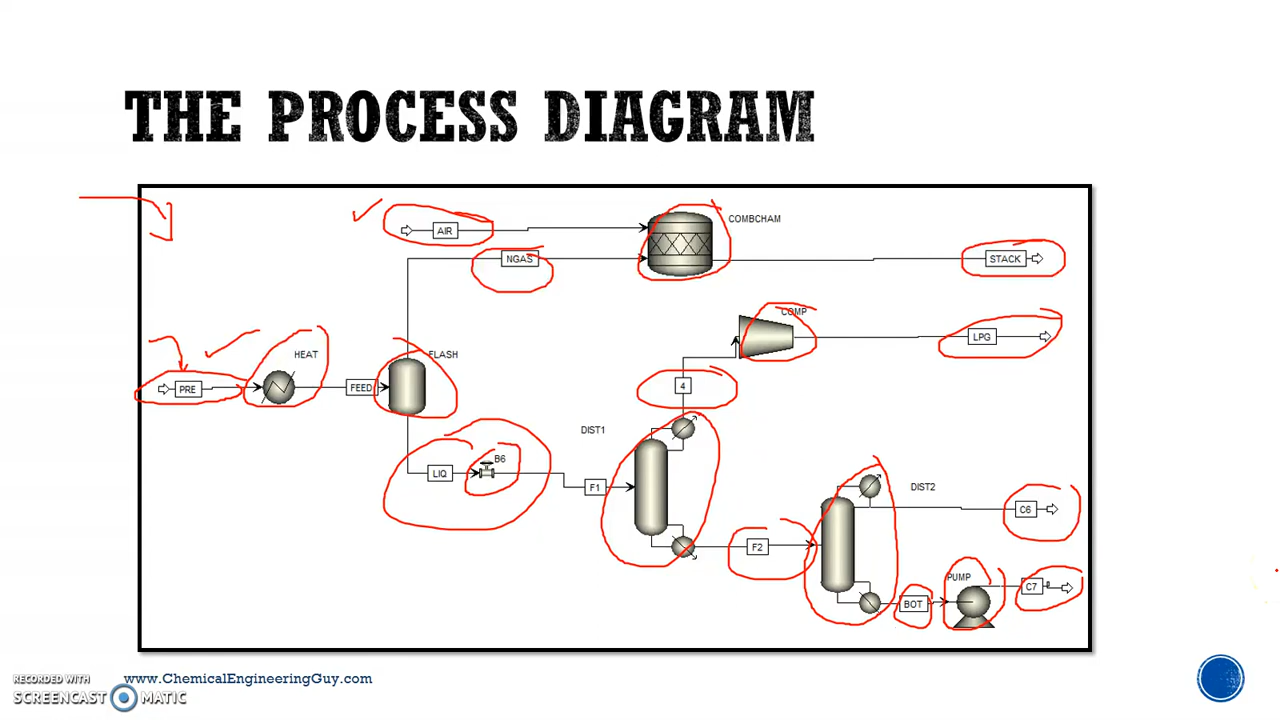 THE PROCESS DIAGRAM
AIR
COMBCHAM
NGAS
STACK
COMP
LPG
HEAT
FLASH
PRE
FEED
4
DIST1
B6
LIQ
F1
DIST2
C6
F2
PUMP
C7
BOT
RECORDED WITH
SCREENCAST MATIC
www.ChemicalEngineeringGuy.com